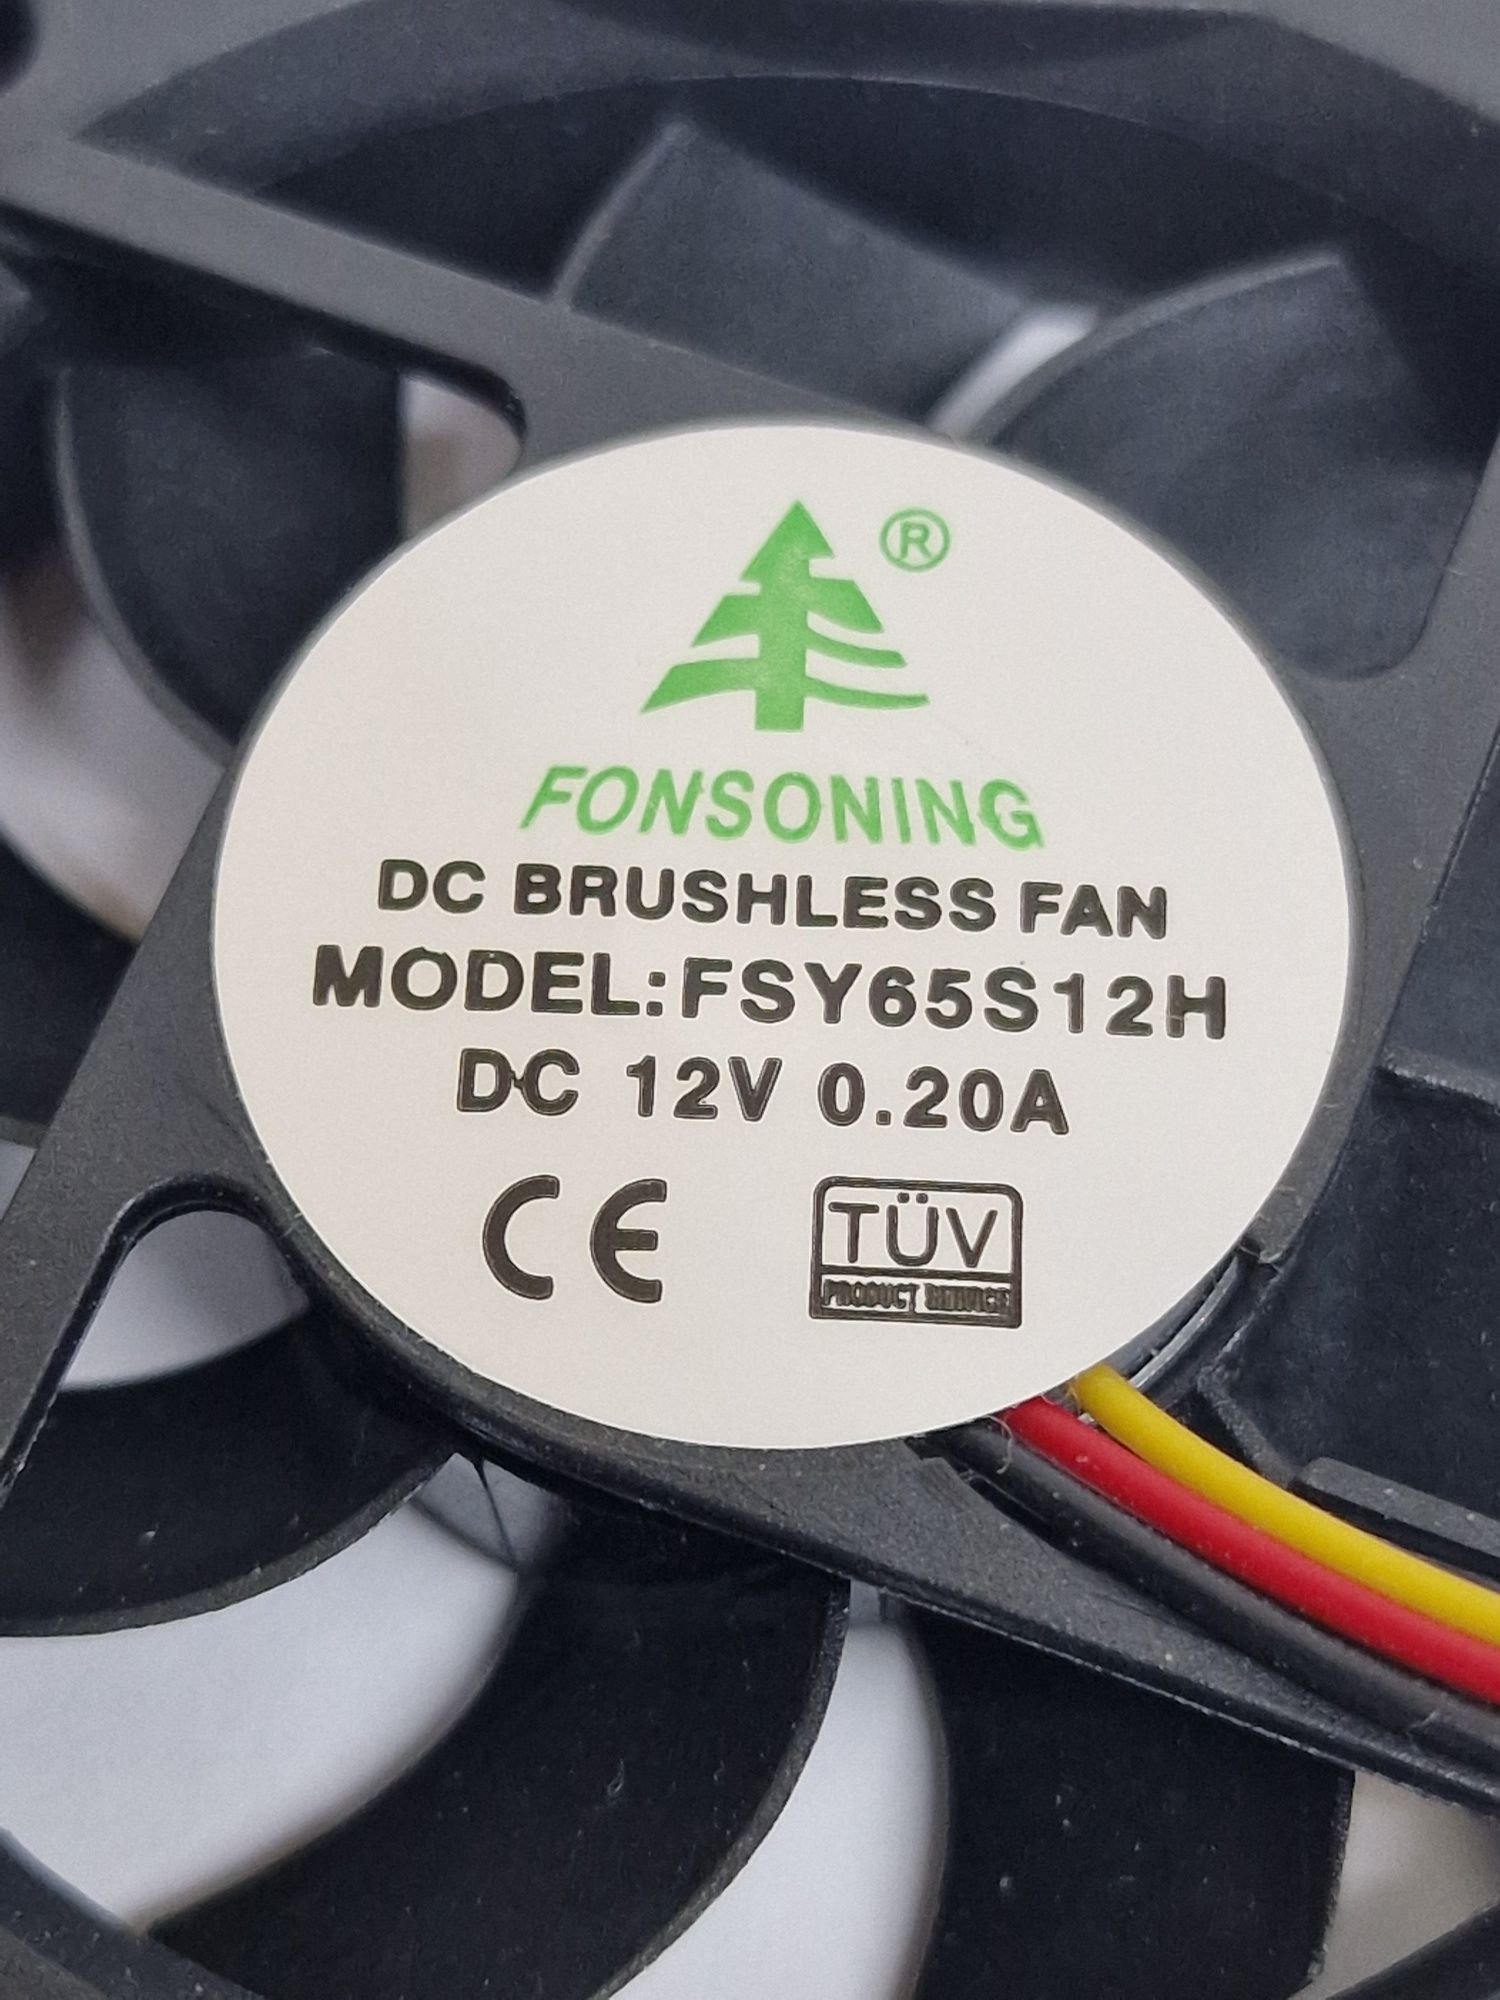 ®
FONSONING
DC BRUSHLESS FAN
MODEL:FSY65S12H
DC 12V 0.20A
CE
TÜV
PRODUCT SERVICE